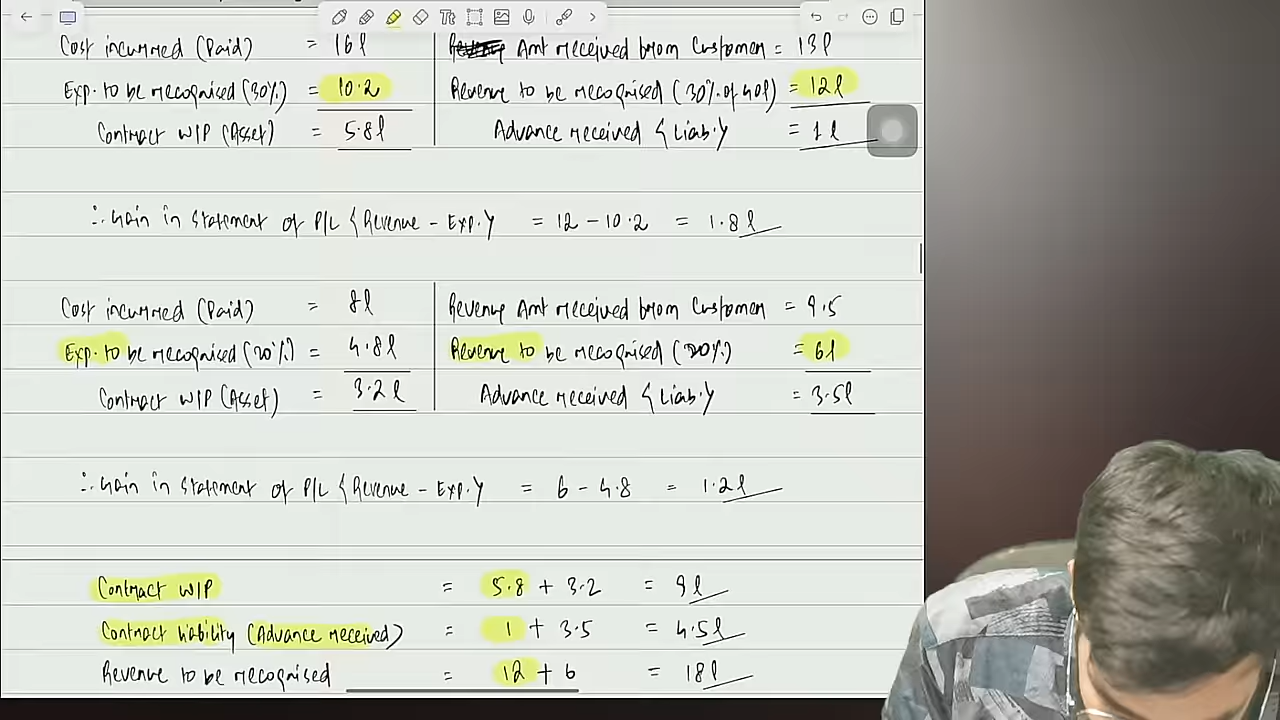 Cost incurred (Paid) = 16l
Amt received from Customer = 13l
Exp. to be recognised (30%) = 10.2
Revenue to be recognised (30% of 40l) = 12l
Contract WIP (Asset) = 5.8l
Advance received {Liab.} = 1l
∴ Gain in Statement of P/L {Revenue - Exp.} = 12 - 10.2 = 1.8l
Cost incurred (Paid) = 8l
Revenue Amt received from Customer = 9.5
Exp. to be recognised (20%) = 4.8l
Revenue to be recognised (20%) = 6l
Contract WIP (Asset) = 3.2l
Advance received {Liab.} = 3.5l
∴ Gain in Statement of P/L {Revenue - Exp.} = 6 - 4.8 = 1.2l
Contract WIP = 5.8 + 3.2 = 9l
Contract liability (Advance received) = 1 + 3.5 = 4.5l
Revenue to be recognised = 12 + 6 = 18l